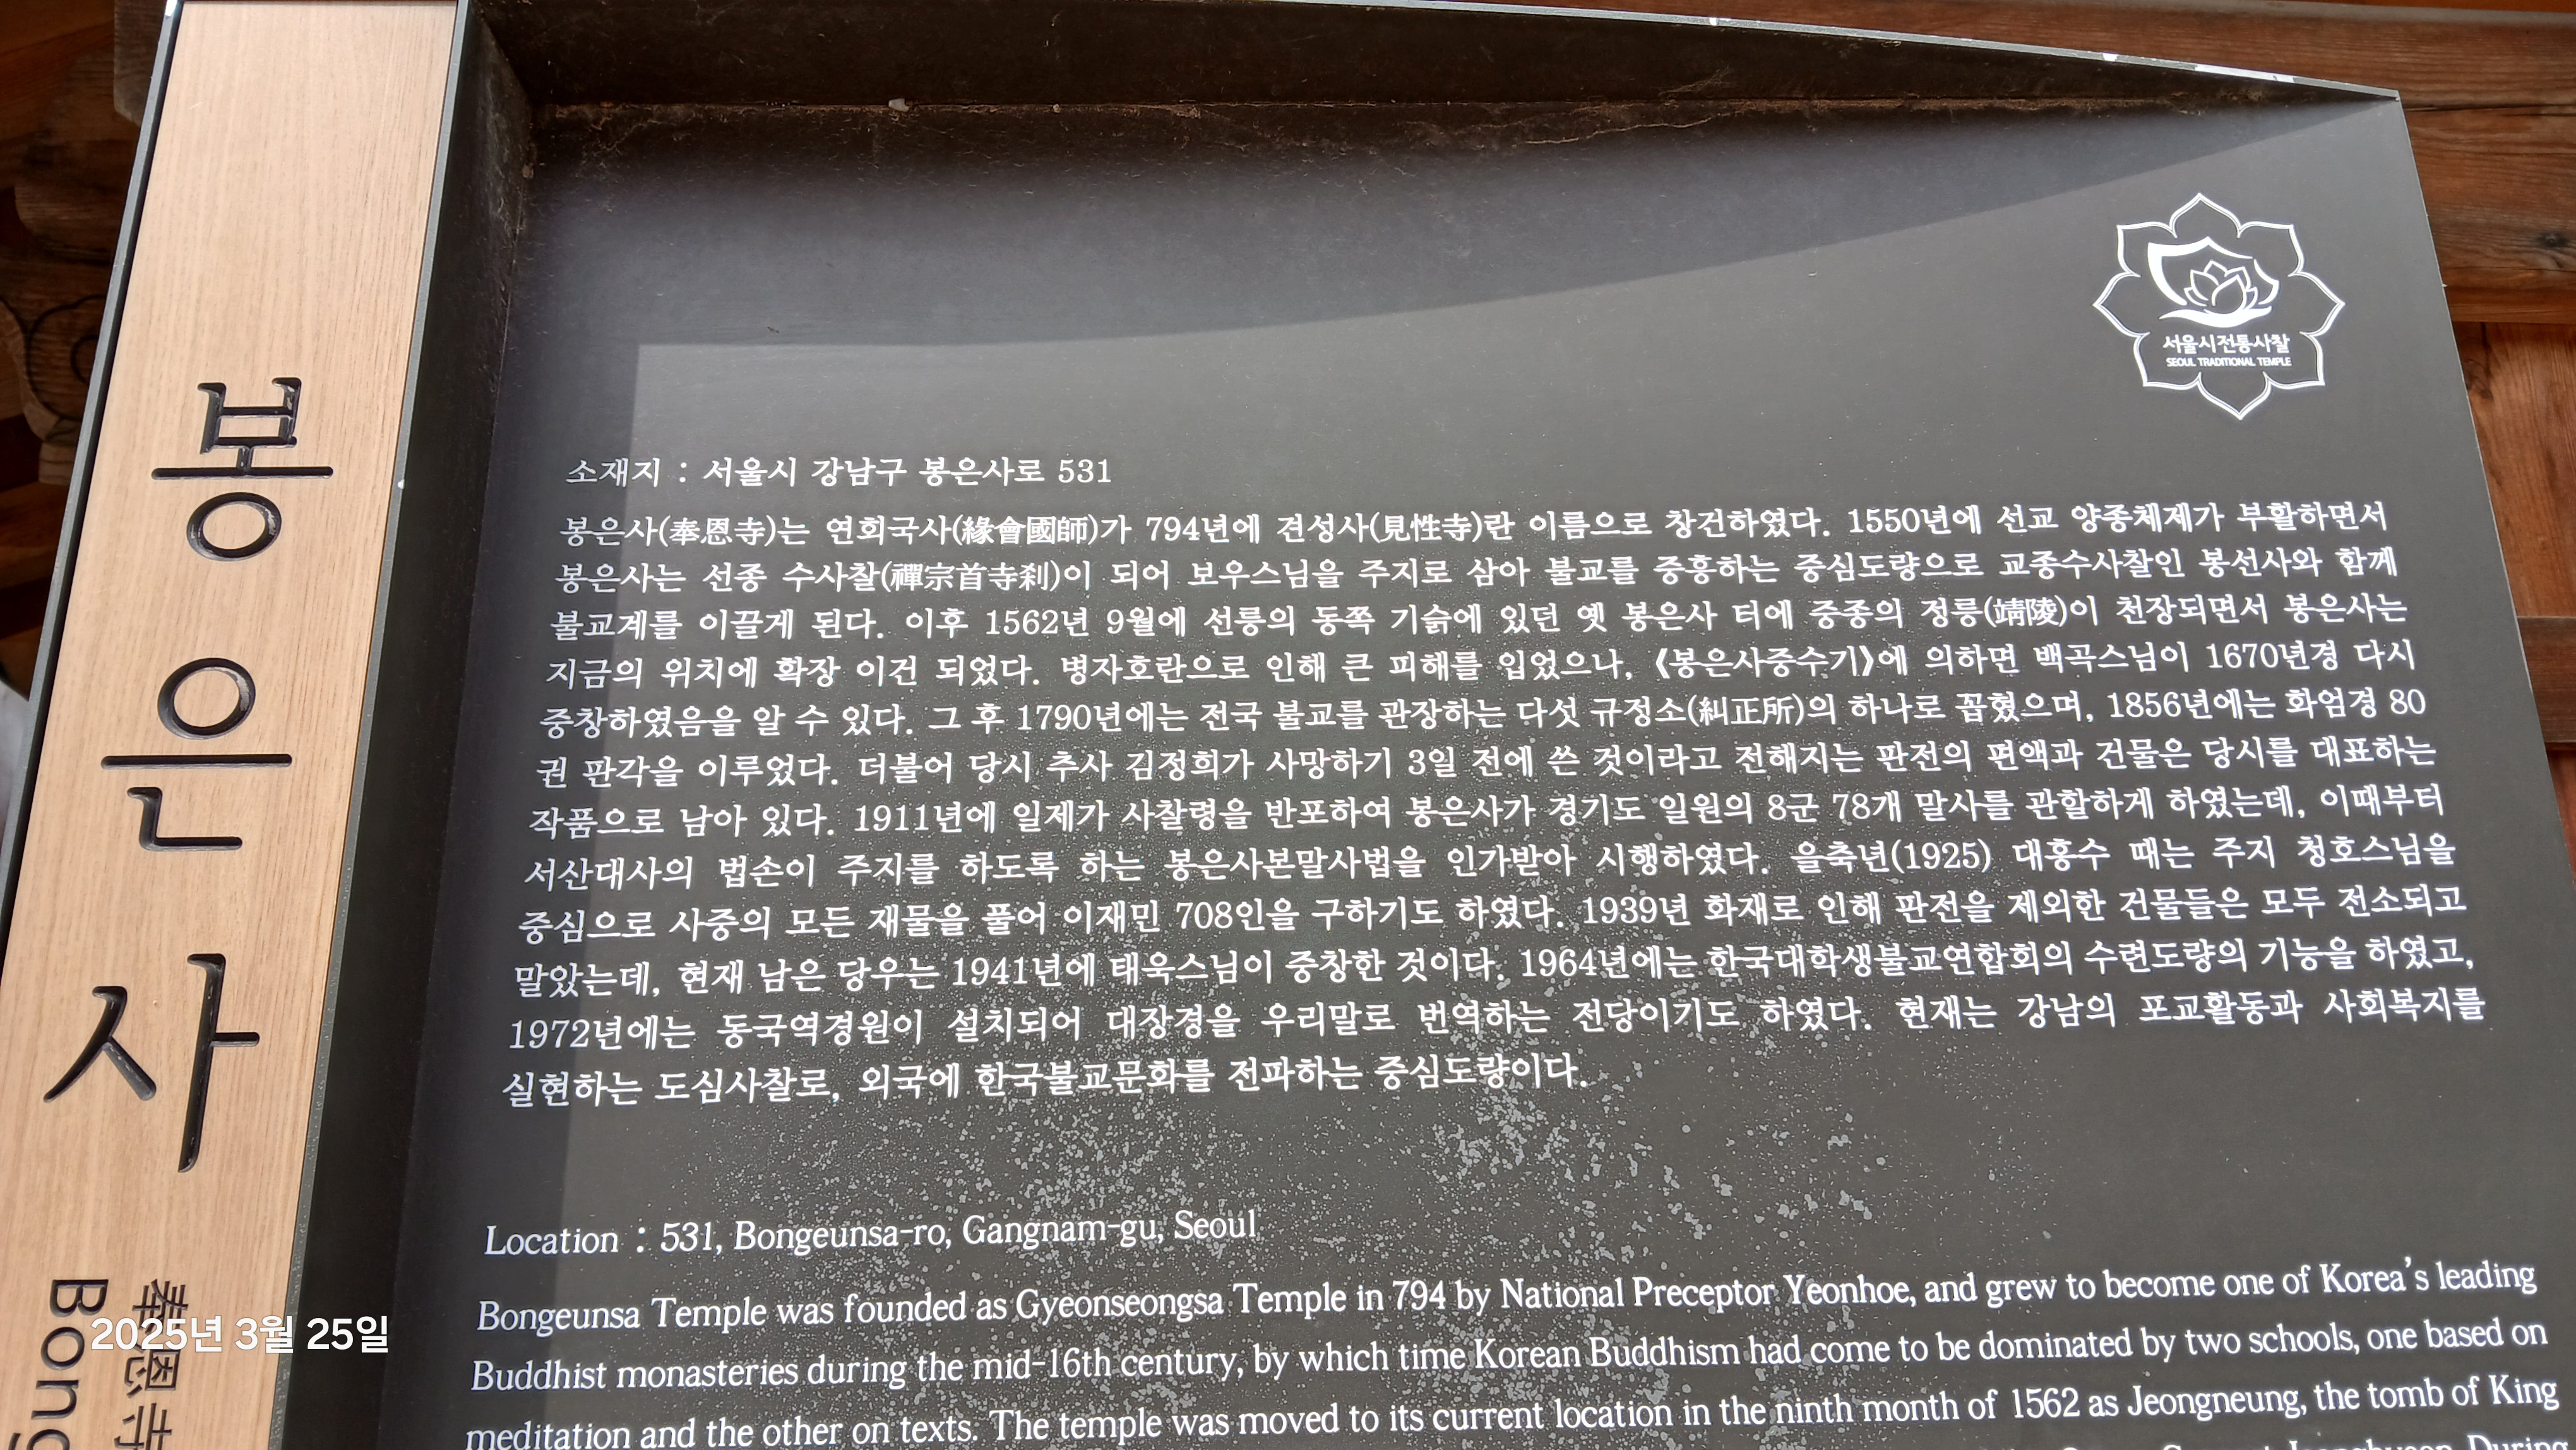 봉은사
奉恩寺
Bong
서울시전통사찰
SEOUL TRADITIONAL TEMPLE
소재지 : 서울시 강남구 봉은사로 531
봉은사(奉恩寺)는 연회국사(緣會國師)가 794년에 견성사(見性寺)란 이름으로 창건하였다. 1550년에 선교 양종체제가 부활하면서
봉은사는 선종 수사찰(禪宗首寺刹)이 되어 보우스님을 주지로 삼아 불교를 중흥하는 중심도량으로 교종수사찰인 봉선사와 함께
불교계를 이끌게 된다. 이후 1562년 9월에 선릉의 동쪽 기슭에 있던 옛 봉은사 터에 중종의 정릉(靖陵)이 천장되면서 봉은사는
지금의 위치에 확장 이건 되었다. 병자호란으로 인해 큰 피해를 입었으나, 《봉은사중수기》에 의하면 백곡스님이 1670년경 다시
중창하였음을 알 수 있다. 그 후 1790년에는 전국 불교를 관장하는 다섯 규정소(糾正所)의 하나로 꼽혔으며, 1856년에는 화엄경 80
권 판각을 이루었다. 더불어 당시 추사 김정희가 사망하기 3일 전에 쓴 것이라고 전해지는 판전의 편액과 건물은 당시를 대표하는
작품으로 남아 있다. 1911년에 일제가 사찰령을 반포하여 봉은사가 경기도 일원의 8군 78개 말사를 관할하게 하였는데, 이때부터
서산대사의 법손이 주지를 하도록 하는 봉은사본말사법을 인가받아 시행하였다. 을축년(1925) 대홍수 때는 주지 청호스님을
중심으로 사중의 모든 재물을 풀어 이재민 708인을 구하기도 하였다. 1939년 화재로 인해 판전을 제외한 건물들은 모두 전소되고
말았는데, 현재 남은 당우는 1941년에 태욱스님이 중창한 것이다. 1964년에는 한국대학생불교연합회의 수련도량의 기능을 하였고,
1972년에는 동국역경원이 설치되어 대장경을 우리말로 번역하는 전당이기도 하였다. 현재는 강남의 포교활동과 사회복지를
실현하는 도심사찰로, 외국에 한국불교문화를 전파하는 중심도량이다.
Location : 531, Bongeunsa-ro, Gangnam-gu, Seoul
Bongeunsa Temple was founded as Gyeonseongsa Temple in 794 by National Preceptor Yeonhoe, and grew to become one of Korea's leading
Buddhist monasteries during the mid-16th century, by which time Korean Buddhism had come to be dominated by two schools, one based on
meditation and the other on texts. The temple was moved to its current location in the ninth month of 1562 as Jeongneung, the tomb of King
During
2025년 3월 25일